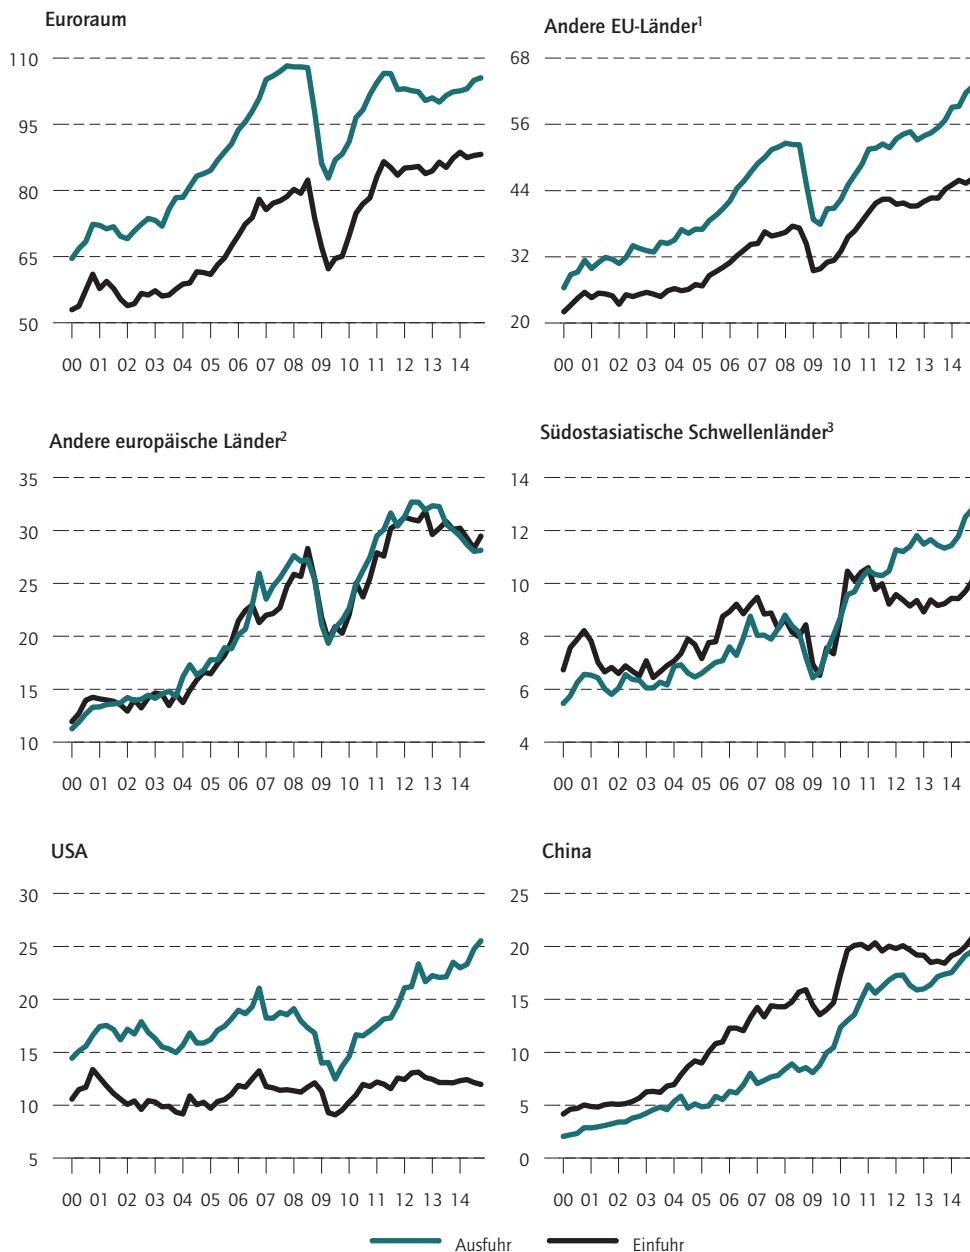 Euroraum
110
95
80
65
50
00 01 02 03 04 05 06 07 08 09 10 11 12 13 14
Andere EU-Länder¹
68
56
44
32
20
00 01 02 03 04 05 06 07 08 09 10 11 12 13 14
Andere europäische Länder²
35
30
25
20
15
10
00 01 02 03 04 05 06 07 08 09 10 11 12 13 14
Südostasiatische Schwellenländer³
14
12
10
8
6
4
00 01 02 03 04 05 06 07 08 09 10 11 12 13 14
USA
30
25
20
15
10
5
00 01 02 03 04 05 06 07 08 09 10 11 12 13 14
China
25
20
15
10
5
0
00 01 02 03 04 05 06 07 08 09 10 11 12 13 14
Ausfuhr Einfuhr